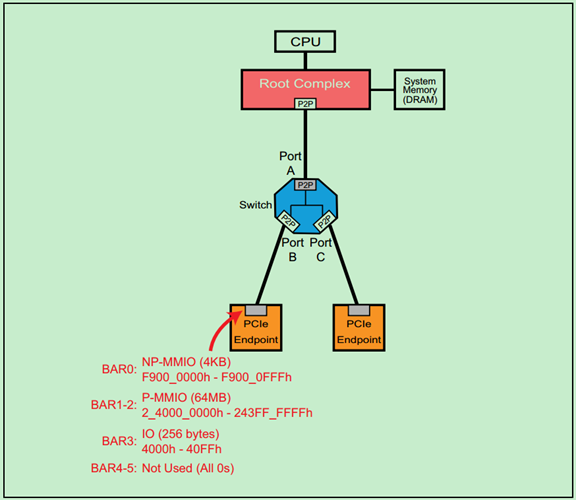 CPU
Root Complex
P2P
System
Memory
(DRAM)
Port
A
P2P
Switch
P2P
P2P
Port
B
Port
C
PCIe
Endpoint
PCIe
Endpoint
BAR0: NP-MMIO (4KB)
F900_0000h - F900_0FFFh
BAR1-2: P-MMIO (64MB)
2_4000_0000h - 243FF_FFFFh
BAR3: IO (256 bytes)
4000h - 40FFh
BAR4-5: Not Used (All 0s)